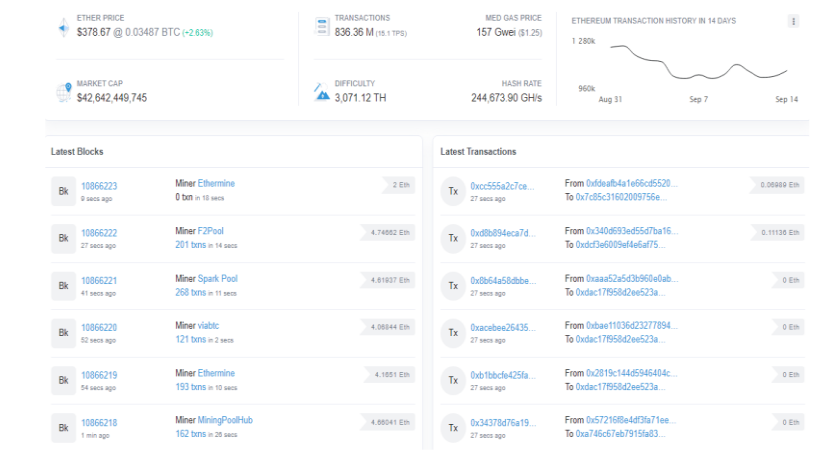 ETHER PRICE
$378.67 @ 0.03487 BTC (+2.63%)
MARKET CAP
$42,642,449,745
TRANSACTIONS
836.36 M (15.1 TPS)
MED GAS PRICE
157 Gwei ($1.25)
DIFFICULTY
3,071.12 TH
HASH RATE
244,673.90 GH/s
ETHEREUM TRANSACTION HISTORY IN 14 DAYS
1 280k
960k
Aug 31
Sep 7
Sep 14
Latest Blocks
Bk
10866223
9 secs ago
Miner Ethermine
0 txn in 18 secs
2 Eth
Bk
10866222
27 secs ago
Miner F2Pool
201 txns in 14 secs
4.74662 Eth
Bk
10866221
41 secs ago
Miner Spark Pool
268 txns in 11 secs
4.61937 Eth
Bk
10866220
52 secs ago
Miner viabtc
121 txns in 2 secs
4.06044 Eth
Bk
10866219
54 secs ago
Miner Ethermine
193 txns in 10 secs
4.1651 Eth
Bk
10866218
1 min ago
Miner MiningPoolHub
162 txns in 26 secs
4.66041 Eth
Latest Transactions
Tx
0xcc555a2c7ce...
27 secs ago
From 0xfdeafb4a1e66cd5520...
To 0x7c85c31602009756e...
0.06989 Eth
Tx
0xd8b894eca7d...
27 secs ago
From 0x340d693ed55d7ba16...
To 0xdcf3e6009ef4e6af75...
0.11136 Eth
Tx
0x8b64a58dbbe...
27 secs ago
From 0xaaa52a5d3b960e0ab...
To 0xdac17f958d2ee523a...
0 Eth
Tx
0xacebee26435...
27 secs ago
From 0xbae11036d23277894...
To 0xdac17f958d2ee523a...
0 Eth
Tx
0xb1bbcfe425fa...
27 secs ago
From 0x2819c144d5946404c...
To 0xdac17f958d2ee523a...
0 Eth
Tx
0x34378d76a19...
27 secs ago
From 0x57216f8e4df3fa71ee...
To 0xa746c67eb7915fa83...
0 Eth